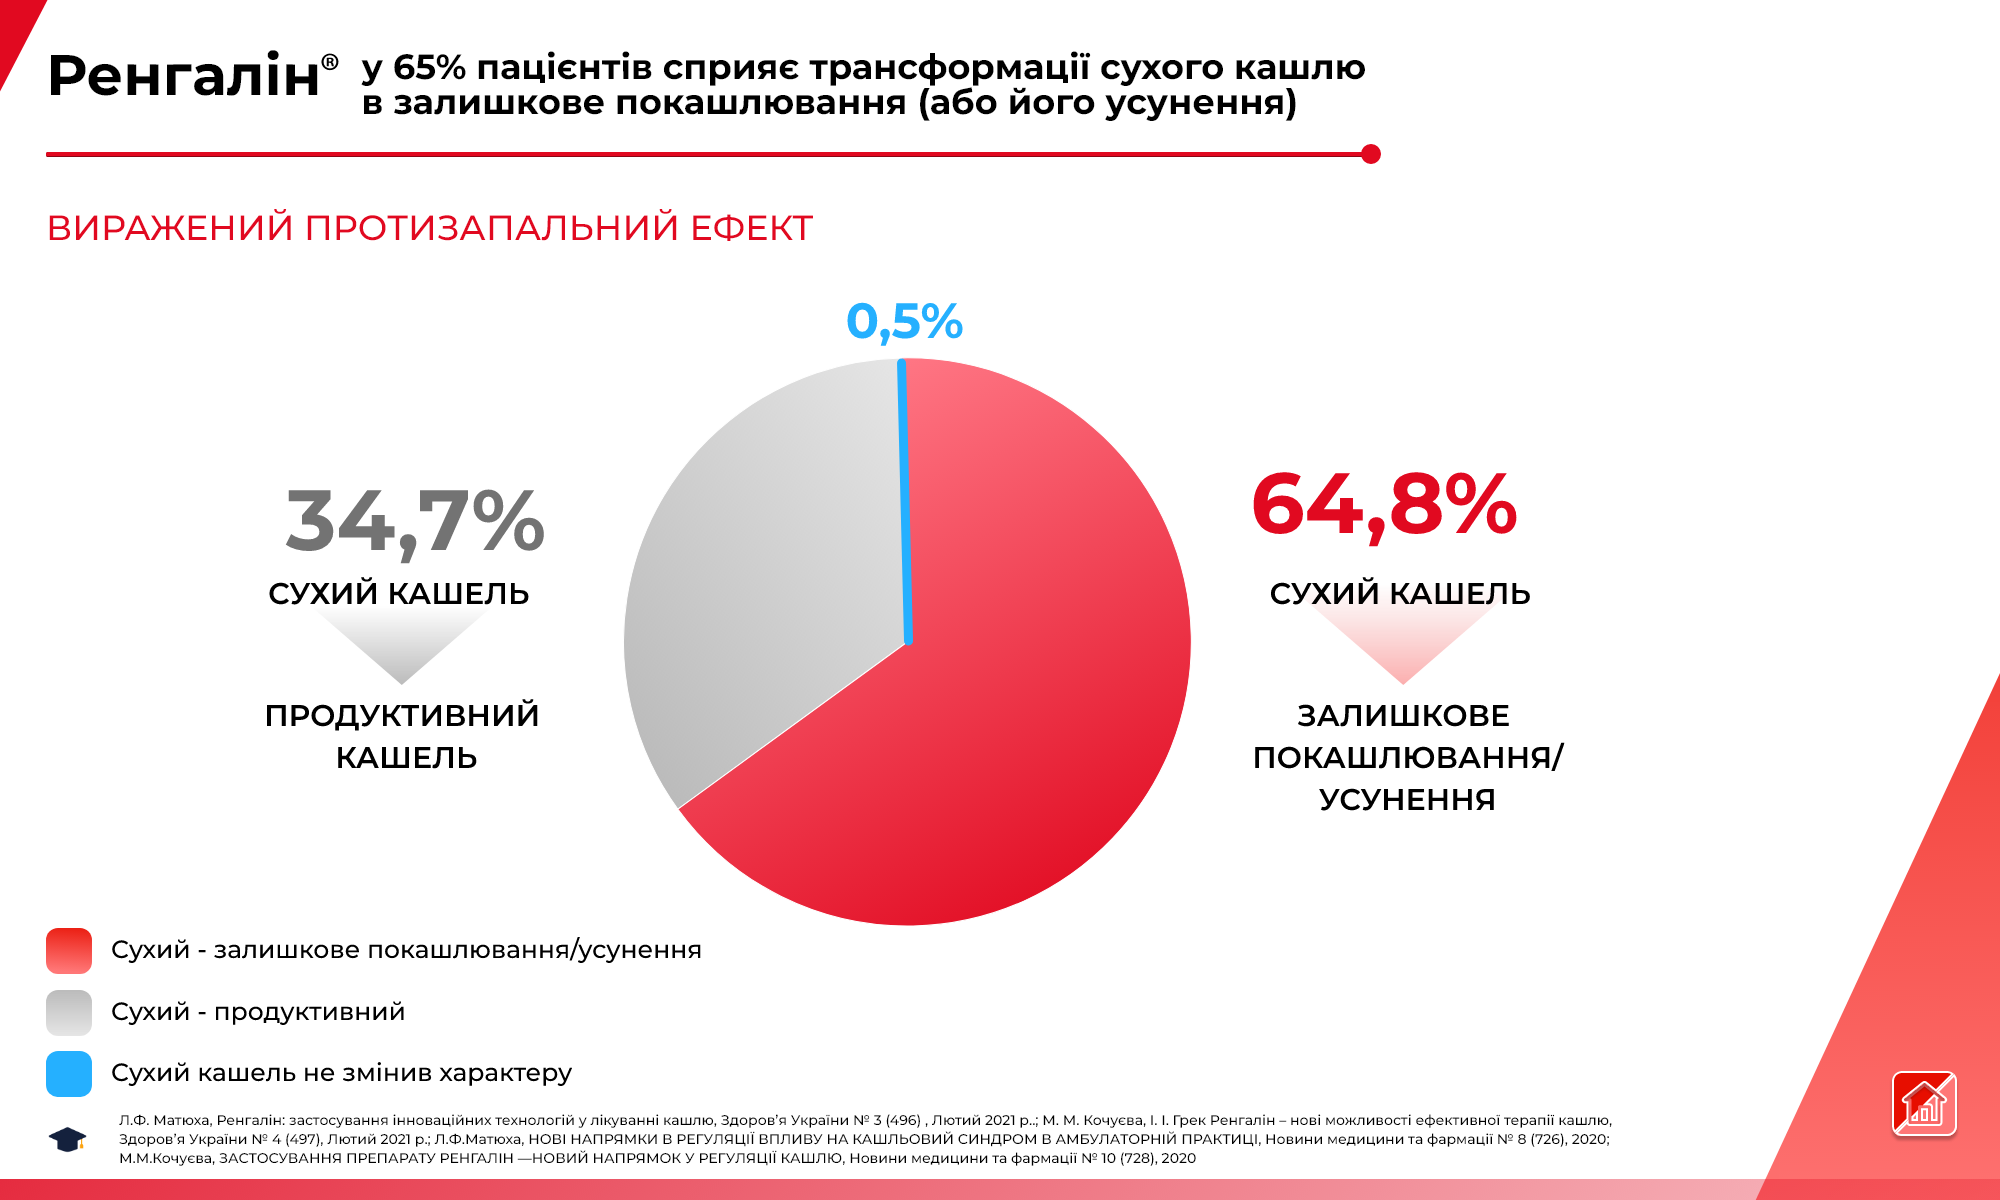 Ренгалін®
у 65% пацієнтів сприяє трансформації сухого кашлю
в залишкове покашлювання (або його усунення)
ВИРАЖЕНИЙ ПРОТИЗАПАЛЬНИЙ ЕФЕКТ
0,5%
34,7%
СУХИЙ КАШЕЛЬ
ПРОДУКТИВНИЙ
КАШЕЛЬ
64,8%
СУХИЙ КАШЕЛЬ
ЗАЛИШКОВЕ
ПОКАШЛЮВАННЯ/
УСУНЕННЯ
Сухий - залишкове покашлювання/усунення
Сухий - продуктивний
Сухий кашель не змінив характеру
Л.Ф. Матюха, Ренгалін: застосування інноваційних технологій у лікуванні кашлю, Здоров’я України № 3 (496) , Лютий 2021 р..; М. М. Кочуєва, І. І. Грек Ренгалін – нові можливості ефективної терапії кашлю,
Здоров’я України № 4 (497), Лютий 2021 р.; Л.Ф.Матюха, НОВІ НАПРЯМКИ В РЕГУЛЯЦІЇ ВПЛИВУ НА КАШЛЬОВИЙ СИНДРОМ В АМБУЛАТОРНІЙ ПРАКТИЦІ, Новини медицини та фармації № 8 (726), 2020;
М.М.Кочуєва, ЗАСТОСУВАННЯ ПРЕПАРАТУ РЕНГАЛІН —НОВИЙ НАПРЯМОК У РЕГУЛЯЦІЇ КАШЛЮ, Новини медицини та фармації № 10 (728), 2020